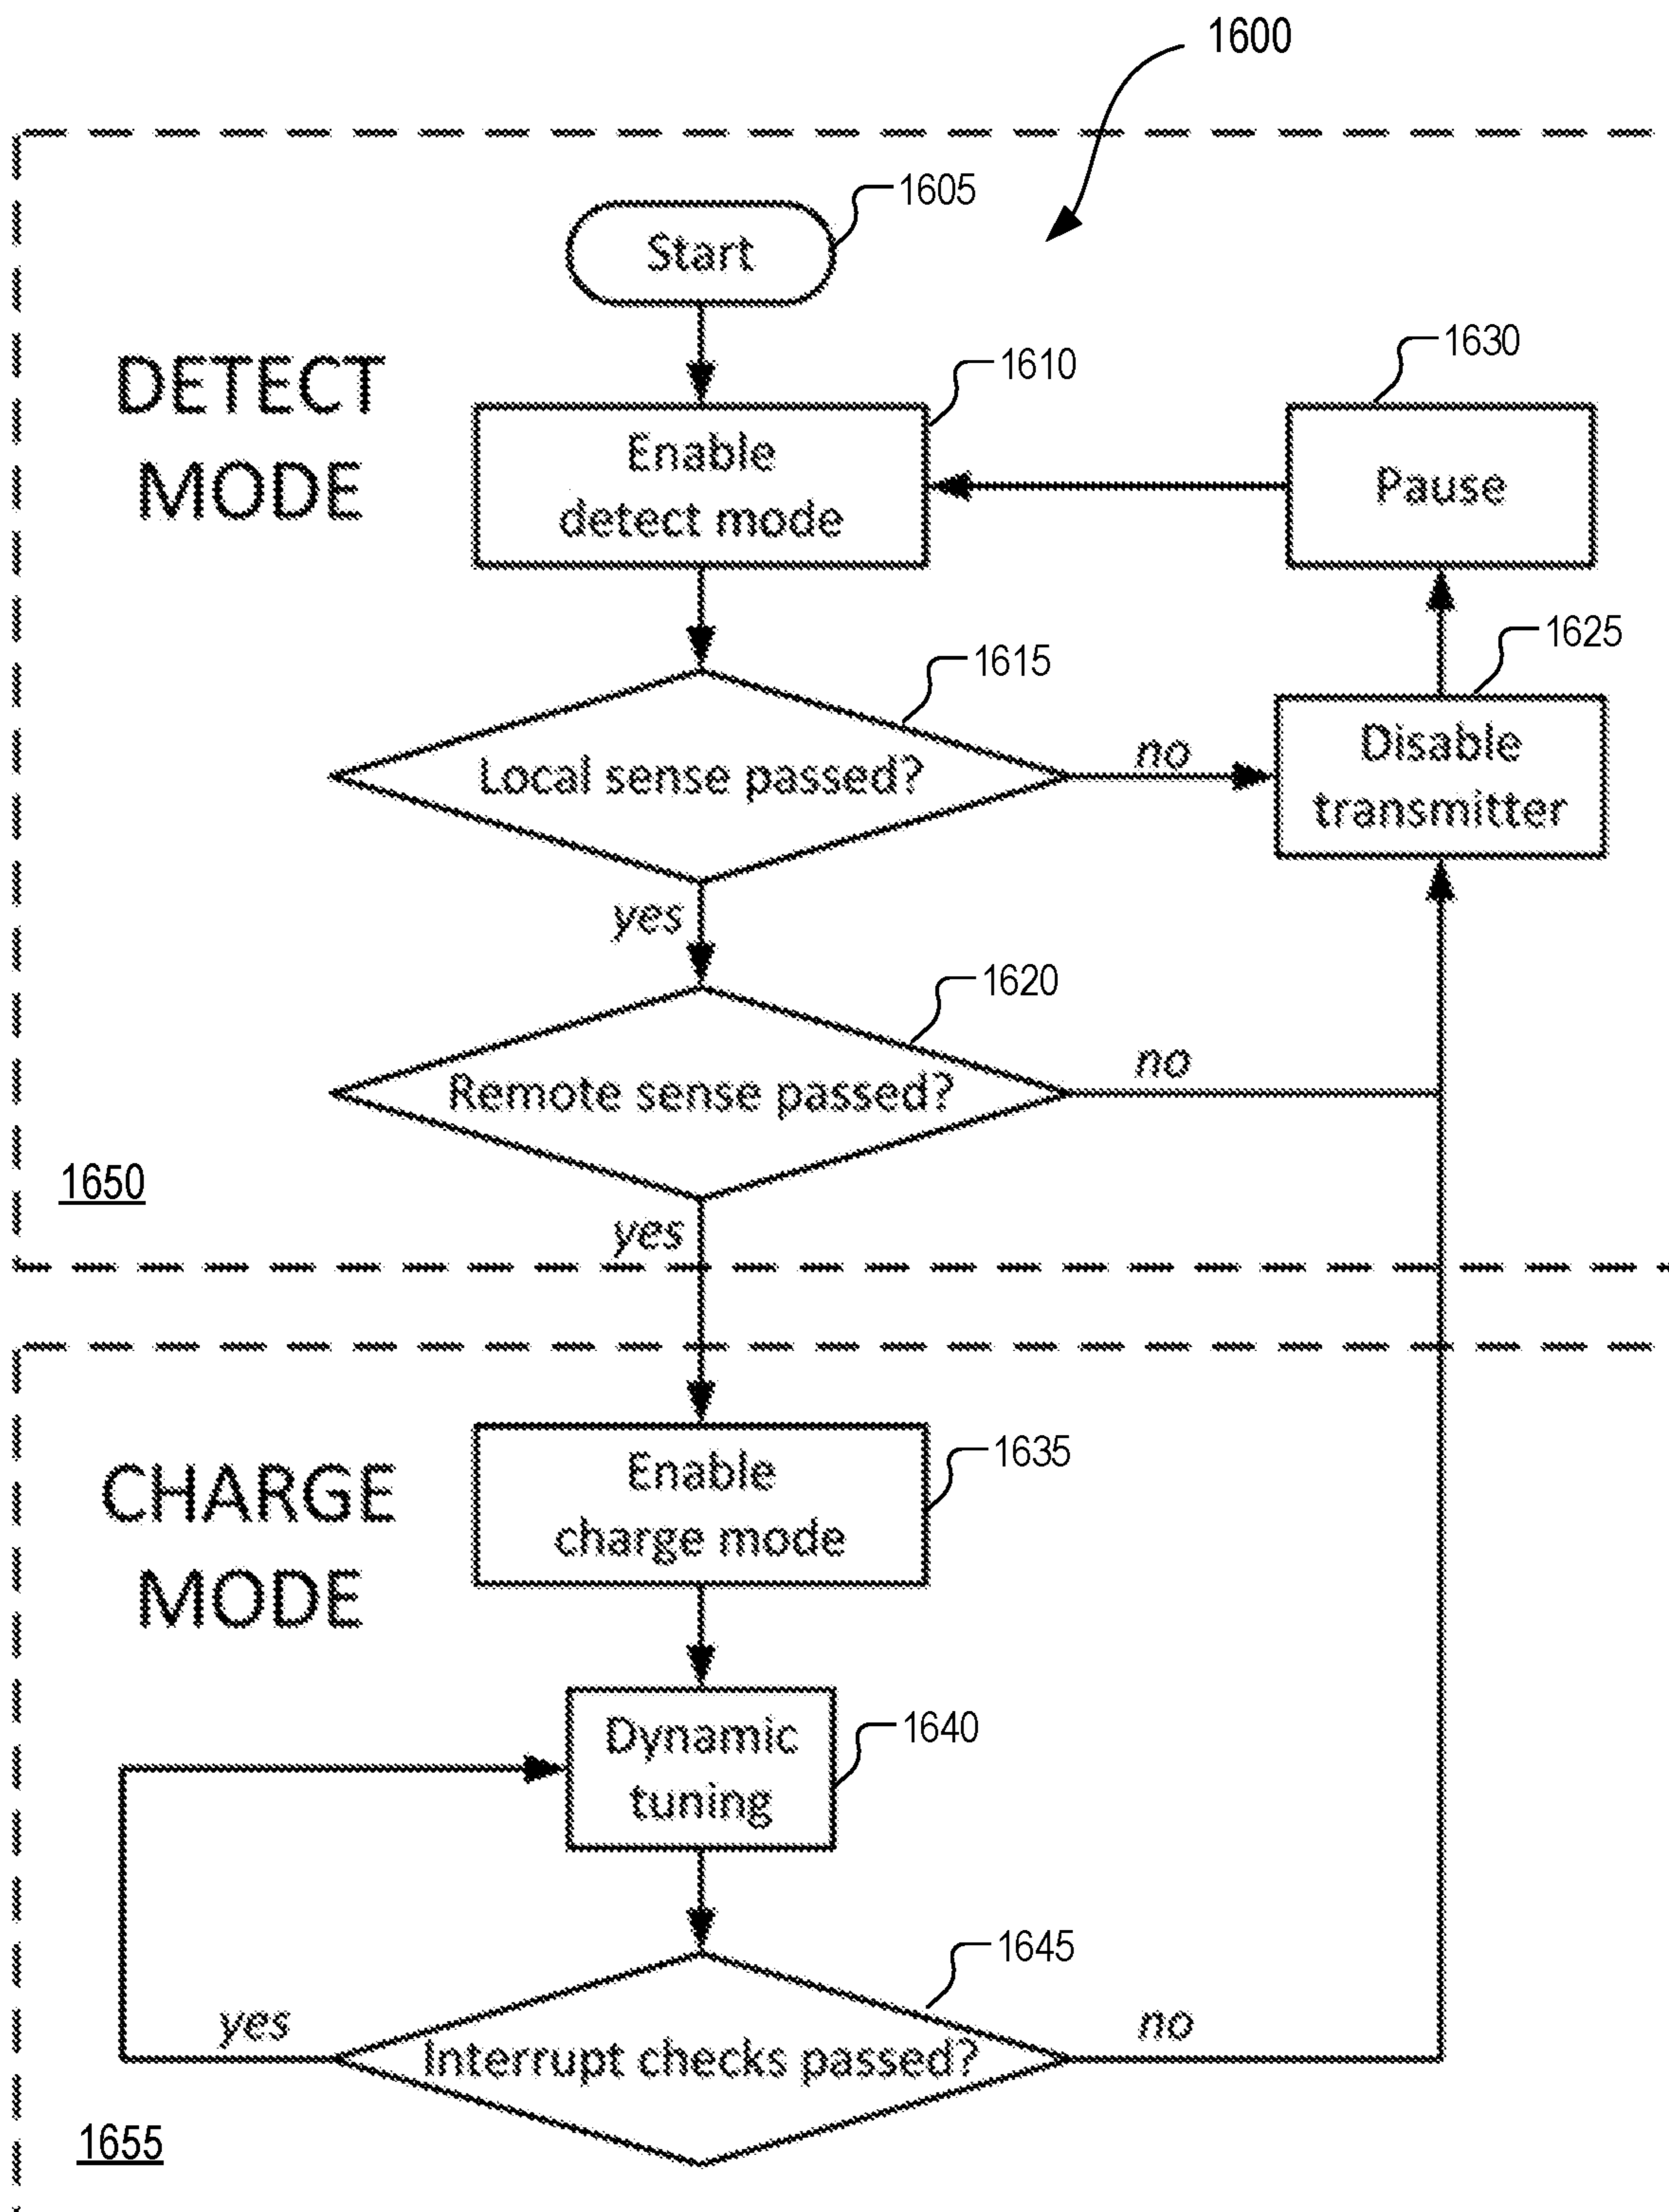 1600
1605
Start
DETECT
MODE
1610
Enable
detect mode
1630
Pause
1615
Local sense passed?
no
1625
Disable
transmitter
yes
1620
Remote sense passed?
no
1650
yes
CHARGE
MODE
1635
Enable
charge mode
1640
Dynamic
tuning
1645
yes
Interrupt checks passed?
no
1655